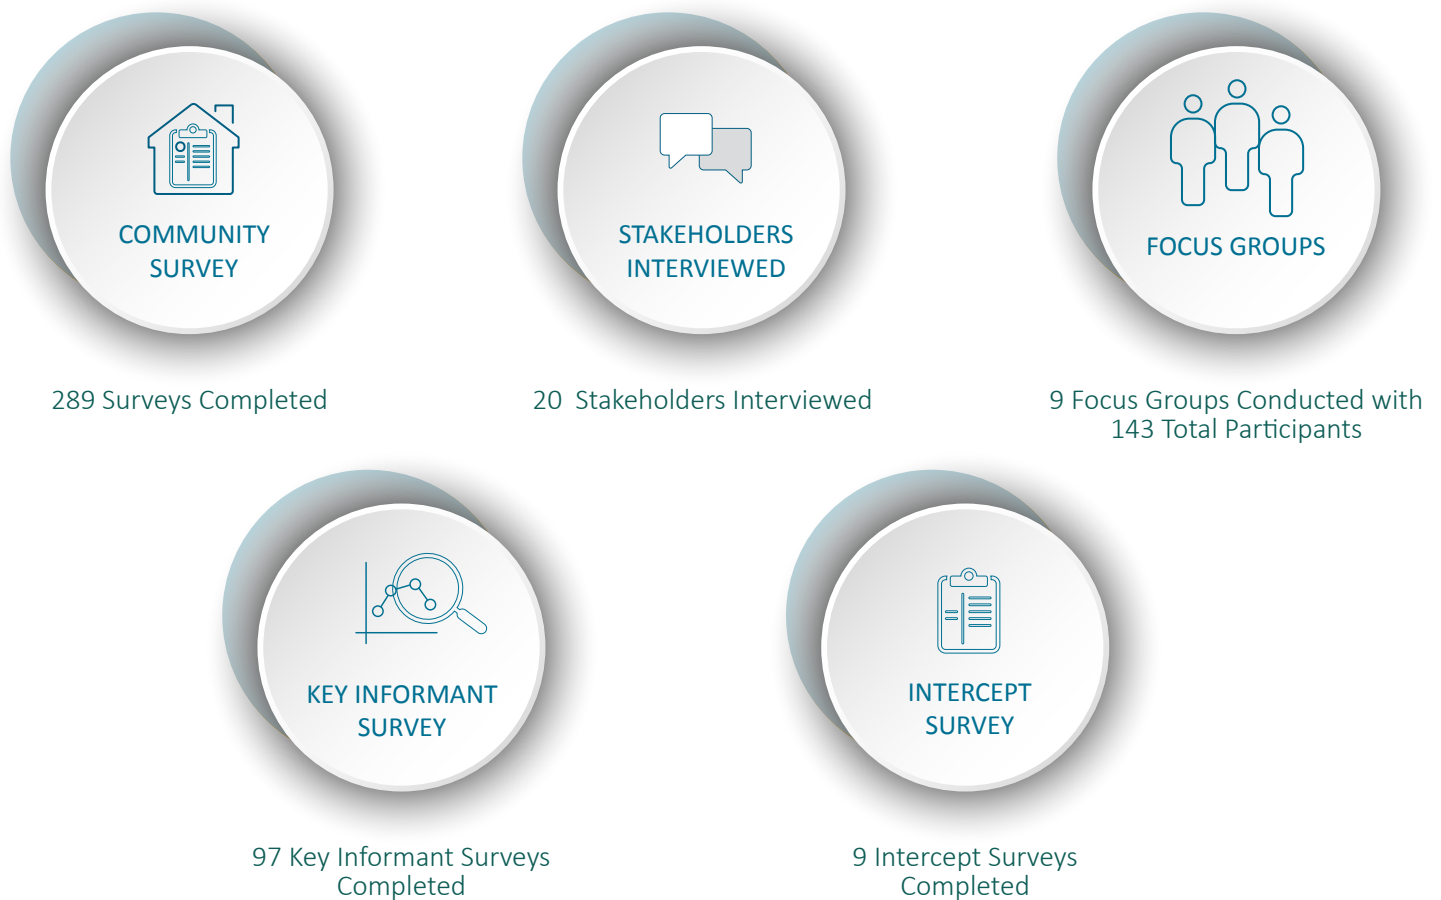 COMMUNITY
SURVEY
289 Surveys Completed
STAKEHOLDERS
INTERVIEWED
20  Stakeholders Interviewed
FOCUS GROUPS
9 Focus Groups Conducted with
143 Total Participants
KEY INFORMANT
SURVEY
97 Key Informant Surveys
Completed
INTERCEPT
SURVEY
9 Intercept Surveys
Completed